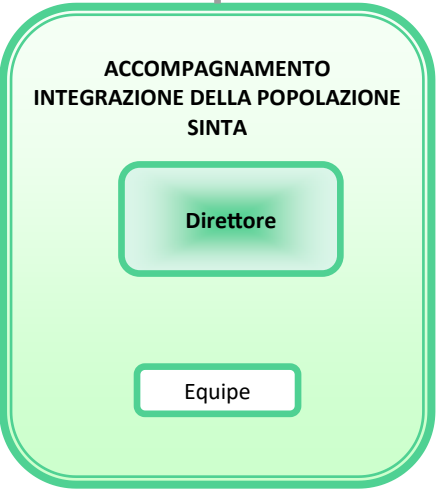 ACCOMPAGNAMENTO
INTEGRAZIONE DELLA POPOLAZIONE
SINTA
Direttore
Equipe